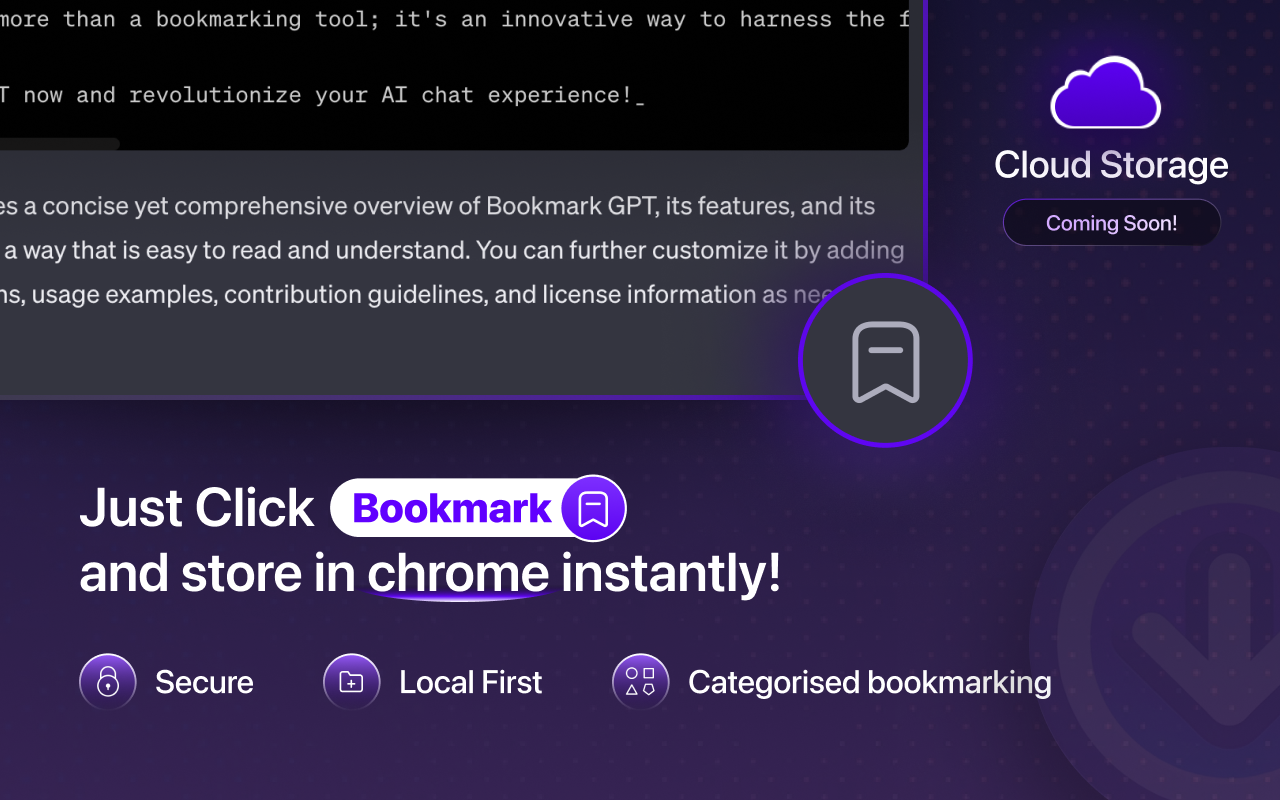 more than a bookmarking tool; it's an innovative way to harness the
T now and revolutionize your AI chat experience!_
es a concise yet comprehensive overview of Bookmark GPT, its features, and its
a way that is easy to read and understand. You can further customize it by adding
ns, usage examples, contribution guidelines, and license information as
Cloud Storage
Coming Soon!
Just Click Bookmark
and store in chrome instantly!
Secure
Local First
Categorised bookmarking